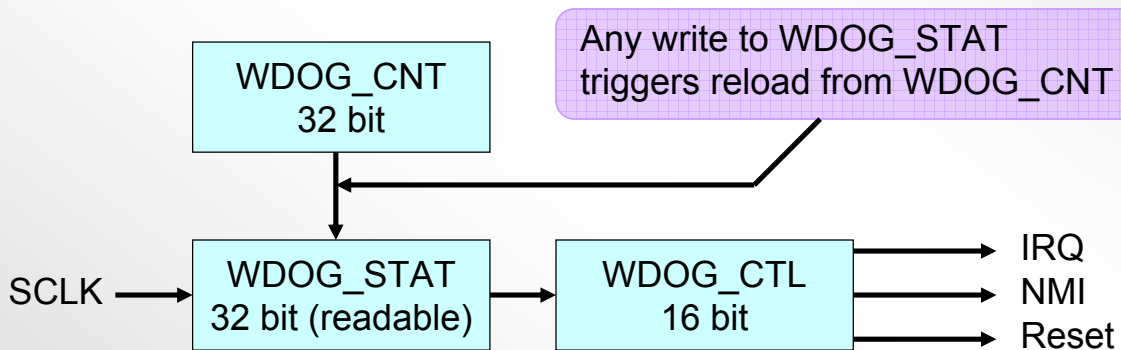 Any write to WDOG_STAT
triggers reload from WDOG_CNT
WDOG_CNT
32 bit
SCLK
WDOG_STAT
32 bit (readable)
WDOG_CTL
16 bit
IRQ
NMI
Reset